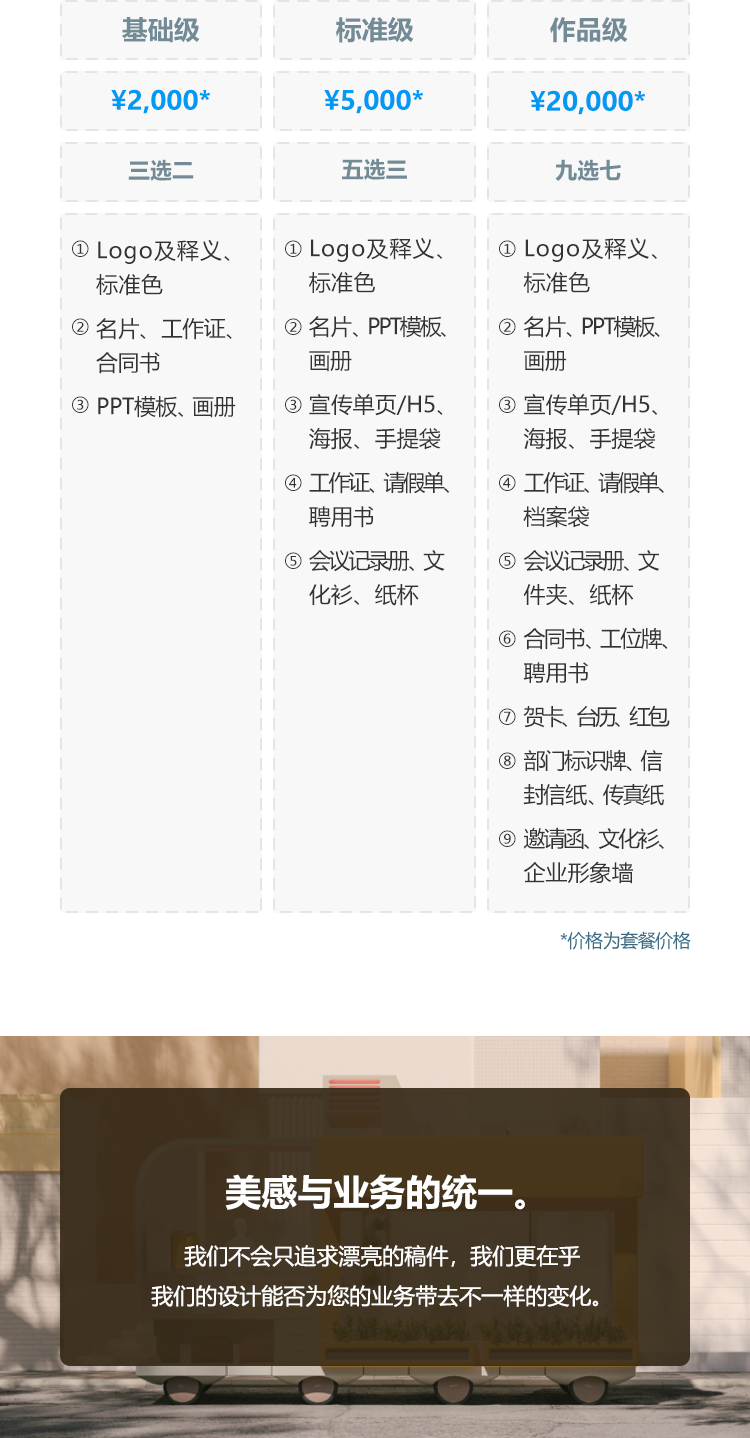 基础级
标准级
作品级
¥2,000*
¥5,000*
¥20,000*
三选二
五选三
九选七
① Logo及释义、
标准色
② 名片、工作证、
合同书
③ PPT模板、画册
① Logo及释义、
标准色
② 名片、PPT模板、
画册
③ 宣传单页/H5、
海报、手提袋
④ 工作证、请假单、
聘用书
⑤ 会议记录册、文
化衫、纸杯
① Logo及释义、
标准色
② 名片、PPT模板、
画册
③ 宣传单页/H5、
海报、手提袋
④ 工作证、请假单、
档案袋
⑤ 会议记录册、文
件夹、纸杯
⑥ 合同书、工位牌、
聘用书
⑦ 贺卡、台历、红包
⑧ 部门标识牌、信
封信纸、传真纸
⑨ 邀请函、文化衫、
企业形象墙
*价格为套餐价格
美感与业务的统一。
我们不会只追求漂亮的稿件，我们更在乎
我们的设计能否为您的业务带去不一样的变化。